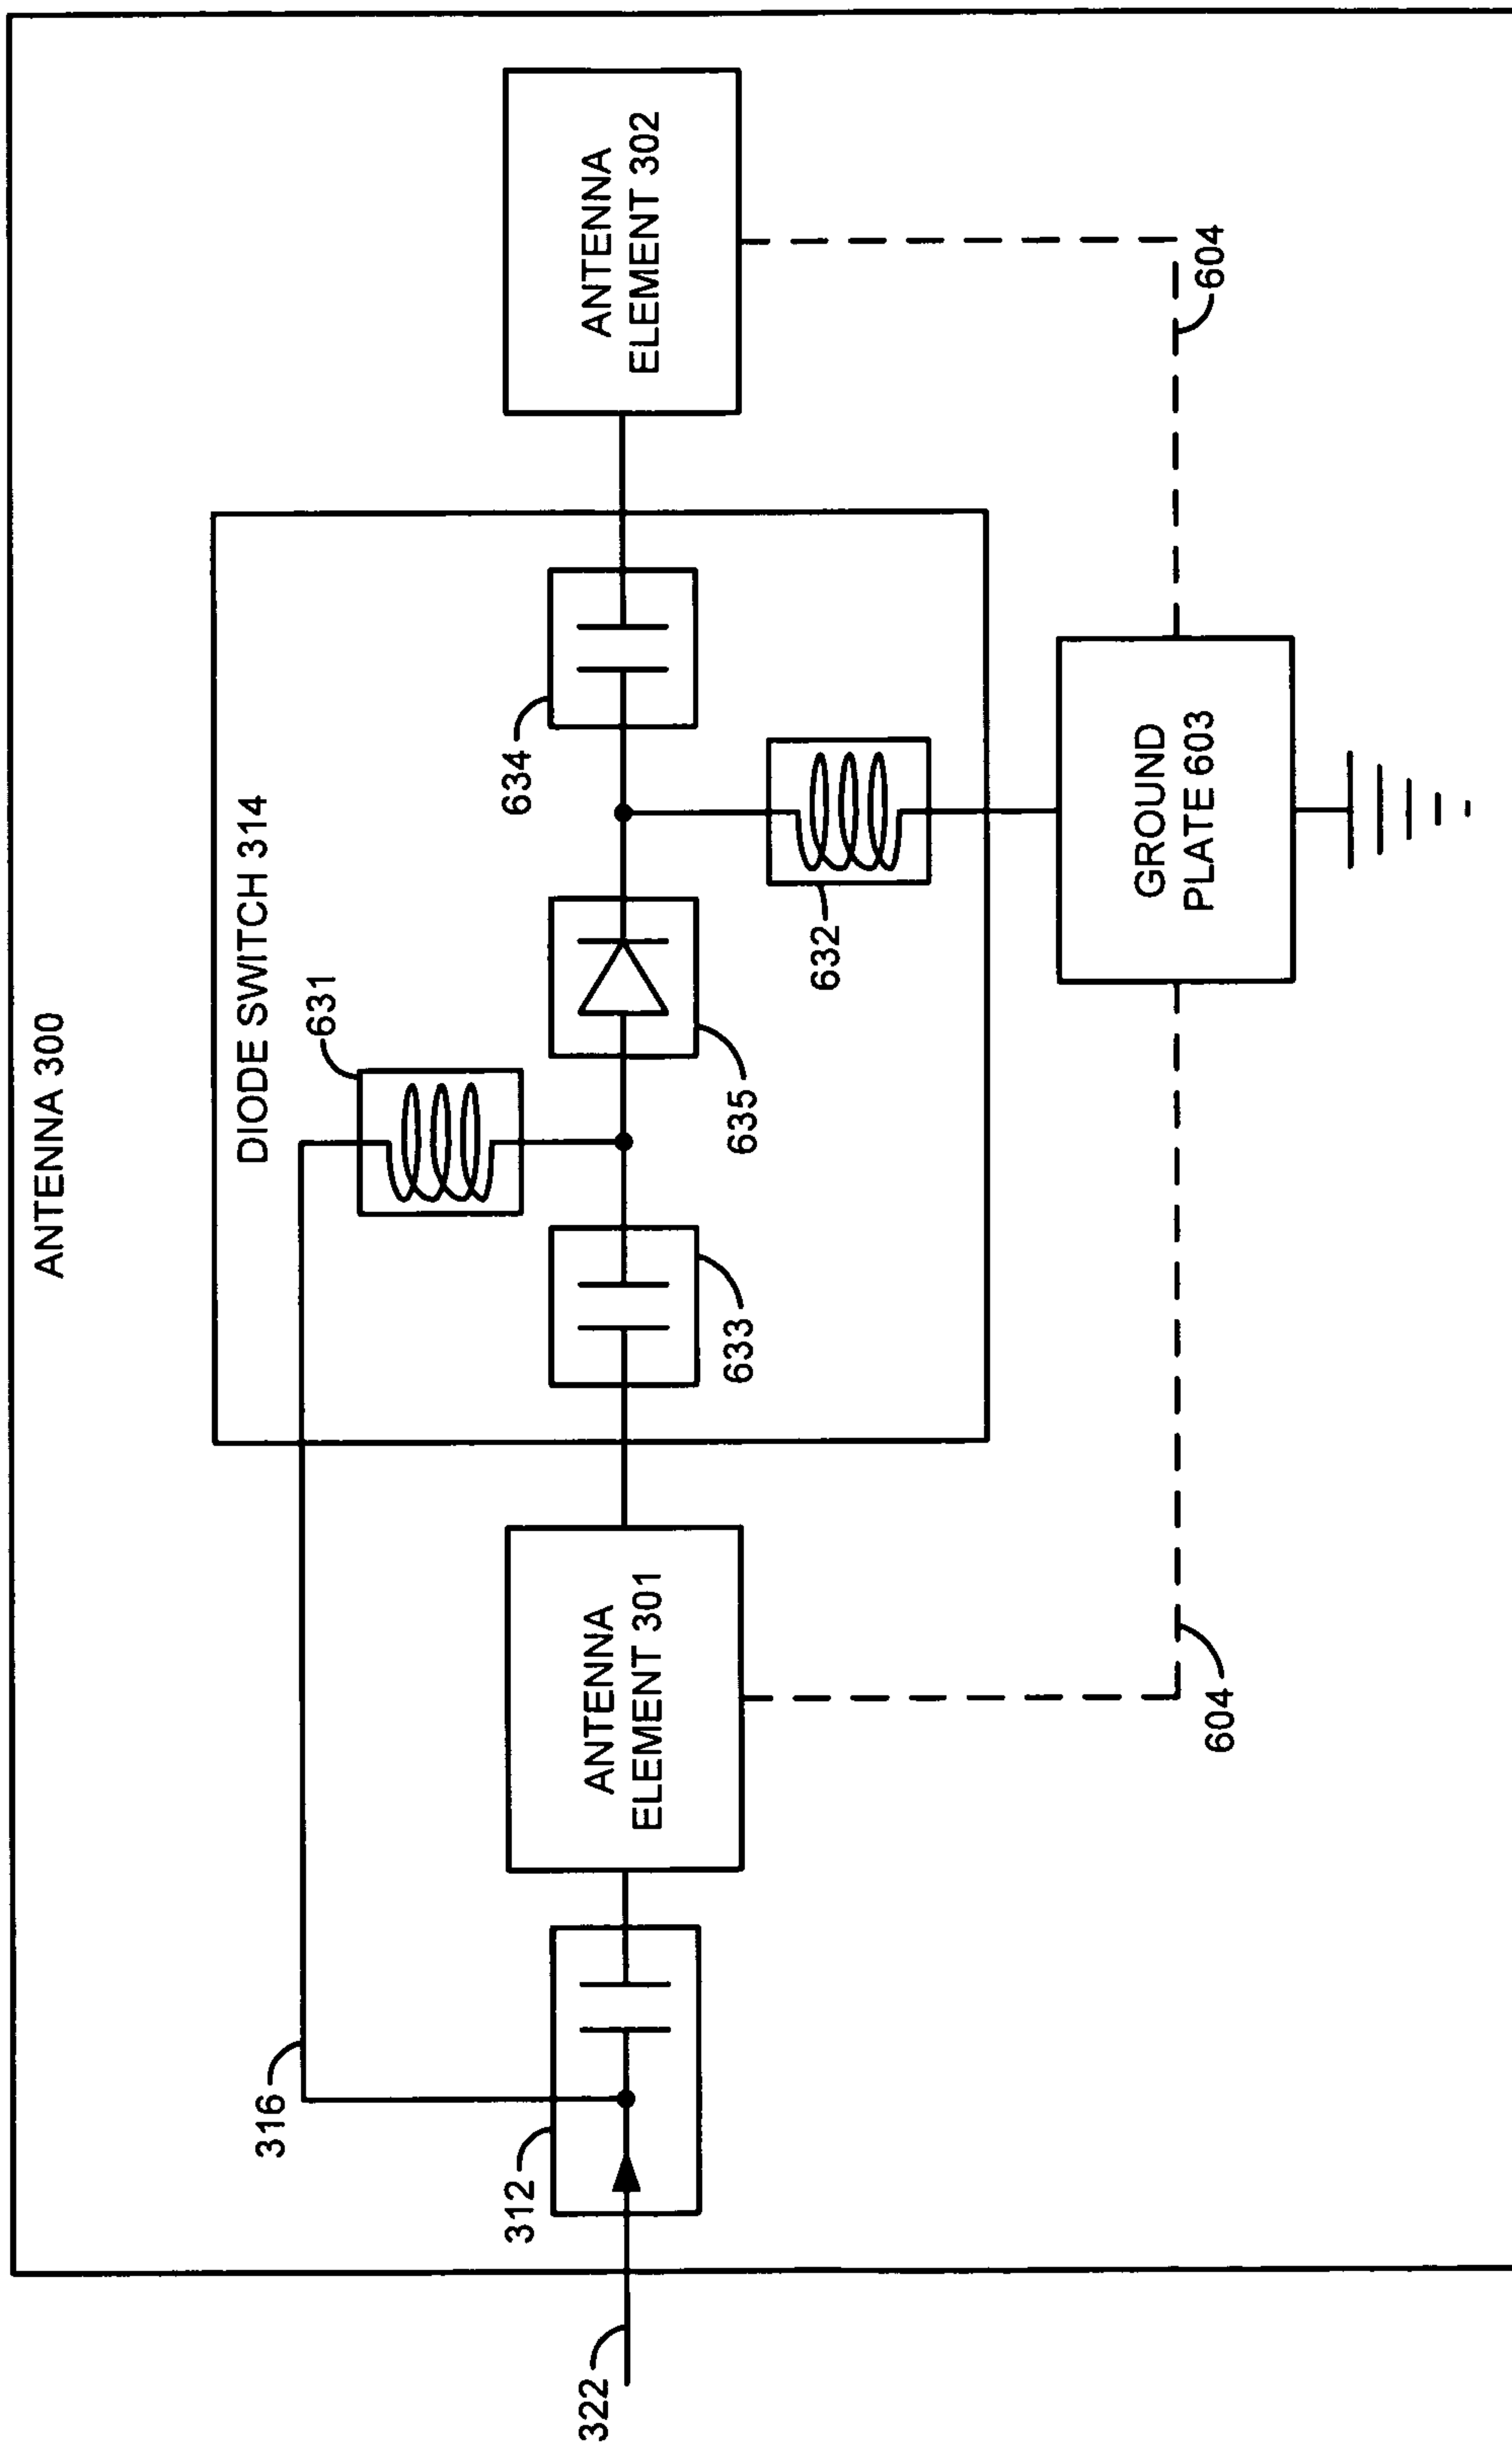 ANTENNA 300
DIODE SWITCH 314
316
631
634
312
322
ANTENNA
ELEMENT 301
633
635
632
ANTENNA
ELEMENT 302
GROUND
PLATE 603
604
604